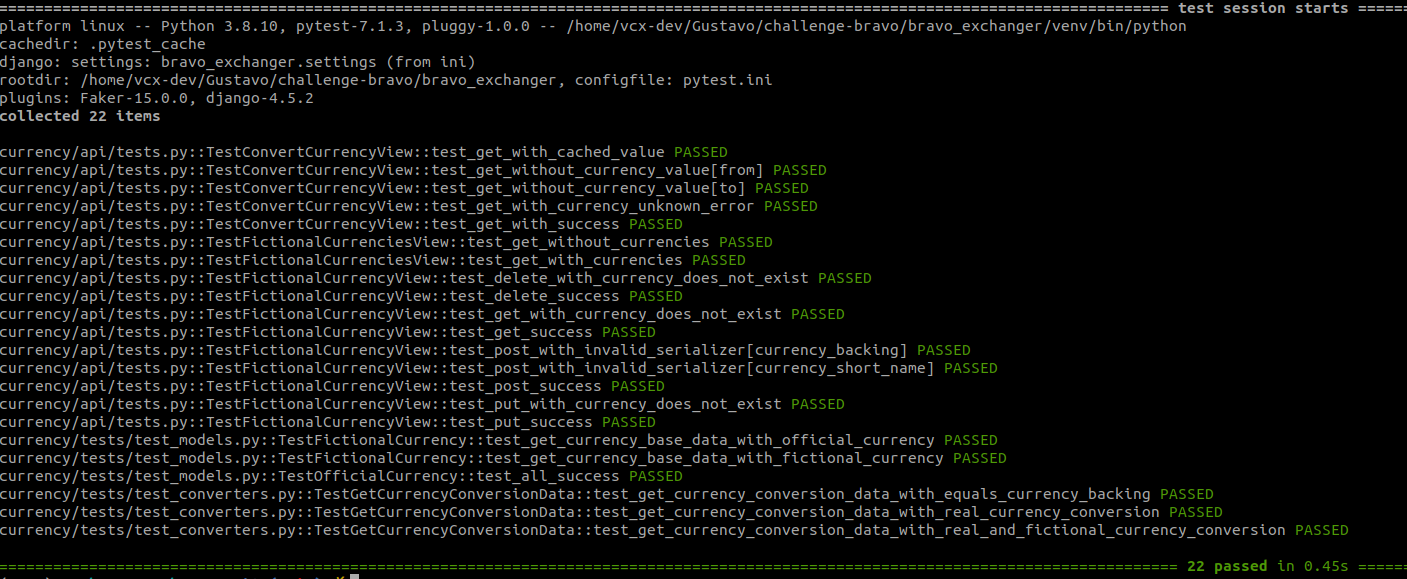 ============================================================================================================================== test session starts ======
platform linux -- Python 3.8.10, pytest-7.1.3, pluggy-1.0.0 -- /home/vcx-dev/Gustavo/challenge-bravo/bravo_exchanger/venv/bin/python
cachedir: .pytest_cache
django: settings: bravo_exchanger.settings (from ini)
rootdir: /home/vcx-dev/Gustavo/challenge-bravo/bravo_exchanger, configfile: pytest.ini
plugins: Faker-15.0.0, django-4.5.2
collected 22 items
currency/api/tests.py::TestConvertCurrencyView::test_get_with_cached_value PASSED
currency/api/tests.py::TestConvertCurrencyView::test_get_without_currency_value[from] PASSED
currency/api/tests.py::TestConvertCurrencyView::test_get_without_currency_value[to] PASSED
currency/api/tests.py::TestConvertCurrencyView::test_get_with_currency_unknown_error PASSED
currency/api/tests.py::TestConvertCurrencyView::test_get_with_success PASSED
currency/api/tests.py::TestFictionalCurrenciesView::test_get_without_currencies PASSED
currency/api/tests.py::TestFictionalCurrenciesView::test_get_with_currencies PASSED
currency/api/tests.py::TestFictionalCurrencyView::test_delete_with_currency_does_not_exist PASSED
currency/api/tests.py::TestFictionalCurrencyView::test_delete_success PASSED
currency/api/tests.py::TestFictionalCurrencyView::test_get_with_currency_does_not_exist PASSED
currency/api/tests.py::TestFictionalCurrencyView::test_get_success PASSED
currency/api/tests.py::TestFictionalCurrencyView::test_post_with_invalid_serializer[currency_backing] PASSED
currency/api/tests.py::TestFictionalCurrencyView::test_post_with_invalid_serializer[currency_short_name] PASSED
currency/api/tests.py::TestFictionalCurrencyView::test_post_success PASSED
currency/api/tests.py::TestFictionalCurrencyView::test_put_with_currency_does_not_exist PASSED
currency/api/tests.py::TestFictionalCurrencyView::test_put_success PASSED
currency/tests/test_models.py::TestFictionalCurrency::test_get_currency_base_data_with_official_currency PASSED
currency/tests/test_models.py::TestFictionalCurrency::test_get_currency_base_data_with_fictional_currency PASSED
currency/tests/test_models.py::TestOfficialCurrency::test_all_success PASSED
currency/tests/test_converters.py::TestGetCurrencyConversionData::test_get_currency_conversion_data_with_equals_currency_backing PASSED
currency/tests/test_converters.py::TestGetCurrencyConversionData::test_get_currency_conversion_data_with_real_currency_conversion PASSED
currency/tests/test_converters.py::TestGetCurrencyConversionData::test_get_currency_conversion_data_with_real_and_fictional_currency_conversion PASSED
=============================================================================================================================== 22 passed in 0.45s ======